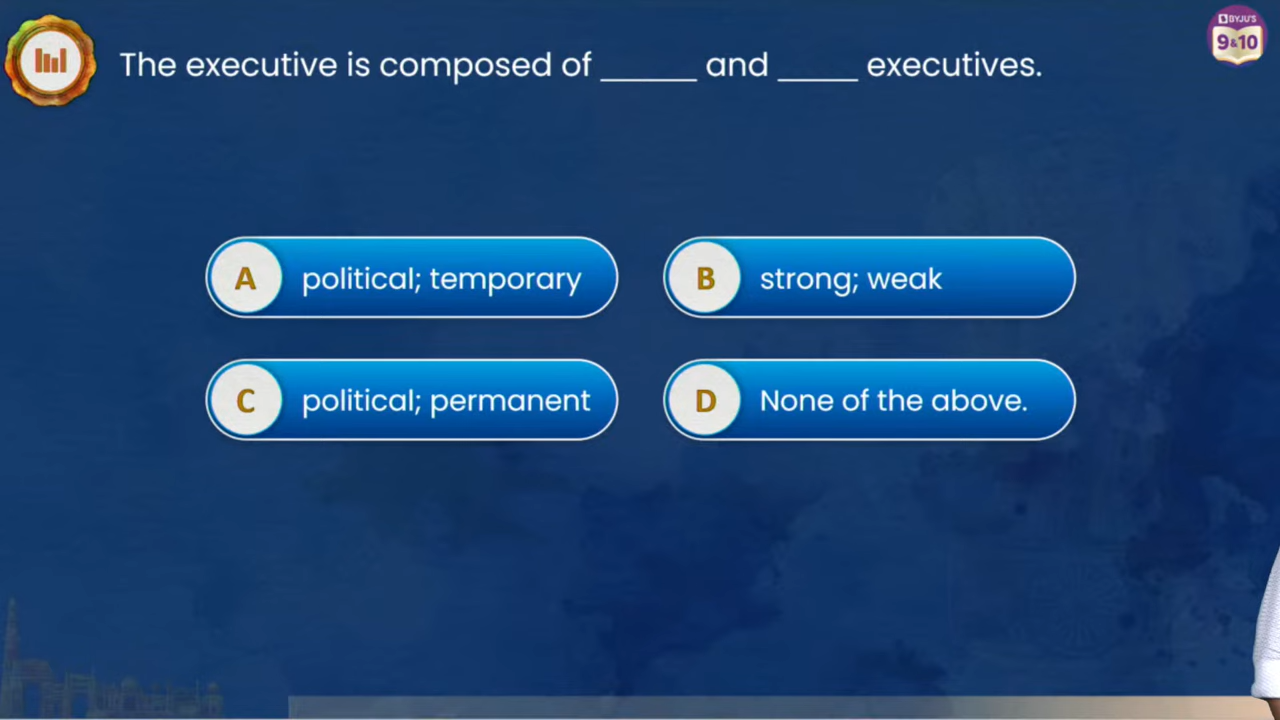 The executive is composed of ______ and _____ executives.
BYJU'S
9&10
A political; temporary
B strong; weak
C political; permanent
D None of the above.